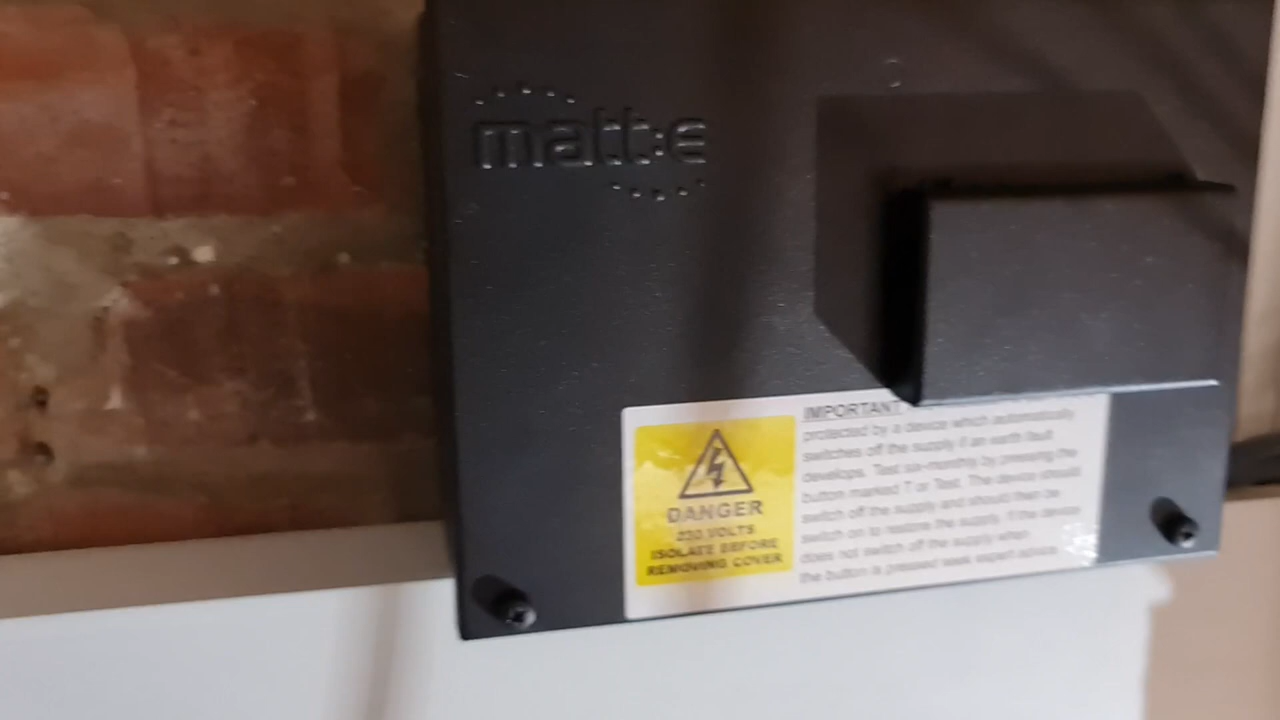 matt:e
IMPORTANT
protected by a device which automatically
switches off the supply if an earth fault
develops. Test six-monthly by pressing the
button marked T or Test. The device should
switch off the supply and should then be
switch on to restore the supply. If the device
does not switch off the supply when
the button is pressed seek expert advice
DANGER
230 VOLTS
ISOLATE BEFORE
REMOVING COVER